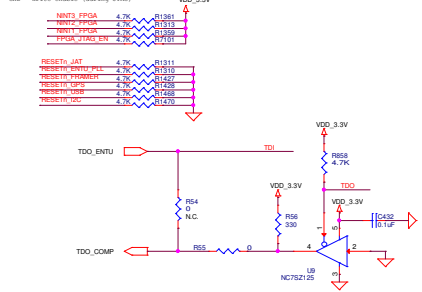 VDD_3.3V
NINT3_FPGA 4.7K R1361
NINT2_FPGA 4.7K R1313
NINT1_FPGA 4.7K R1359
FPGA_JTAG_EN 4.7K R7101
RESETn_JAT 4.7K R1311
RESETn_ENTU_PLL 4.7K R1310
RESETn_FRAMER 4.7K R1427
RESETn_GPS 4.7K R1428
RESETn_USB 4.7K R1468
RESETn_I2C 4.7K R1470
VDD_3.3V
TDO_ENTU TDI
R858
4.7K
VDD_3.3V TDO
R54
0
N.C.
R56
330
VDD_3.3V
C432
0.1uF
1 5
TDO_COMP R55 0 4 2
U9
NC7SZ125
3